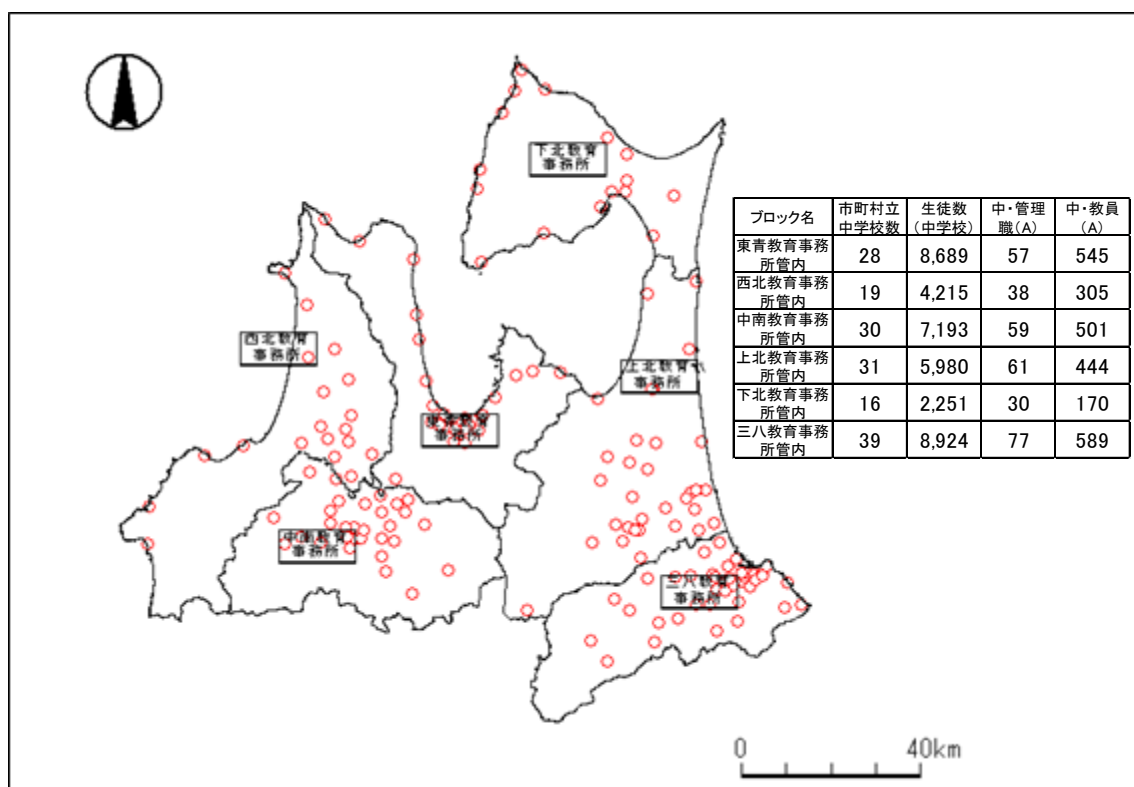 下北教育
事務所
西北教育
事務所
上北教育
事務所
東青教育
事務所
中南教育
事務所
三八教育
事務所
ブロック名 市町村立中学校数 生徒数(中学校) 中・管理職(A) 中・教員(A)
東青教育事務所管内 28 8,689 57 545
西北教育事務所管内 19 4,215 38 305
中南教育事務所管内 30 7,193 59 501
上北教育事務所管内 31 5,980 61 444
下北教育事務所管内 16 2,251 30 170
三八教育事務所管内 39 8,924 77 589
0 40km